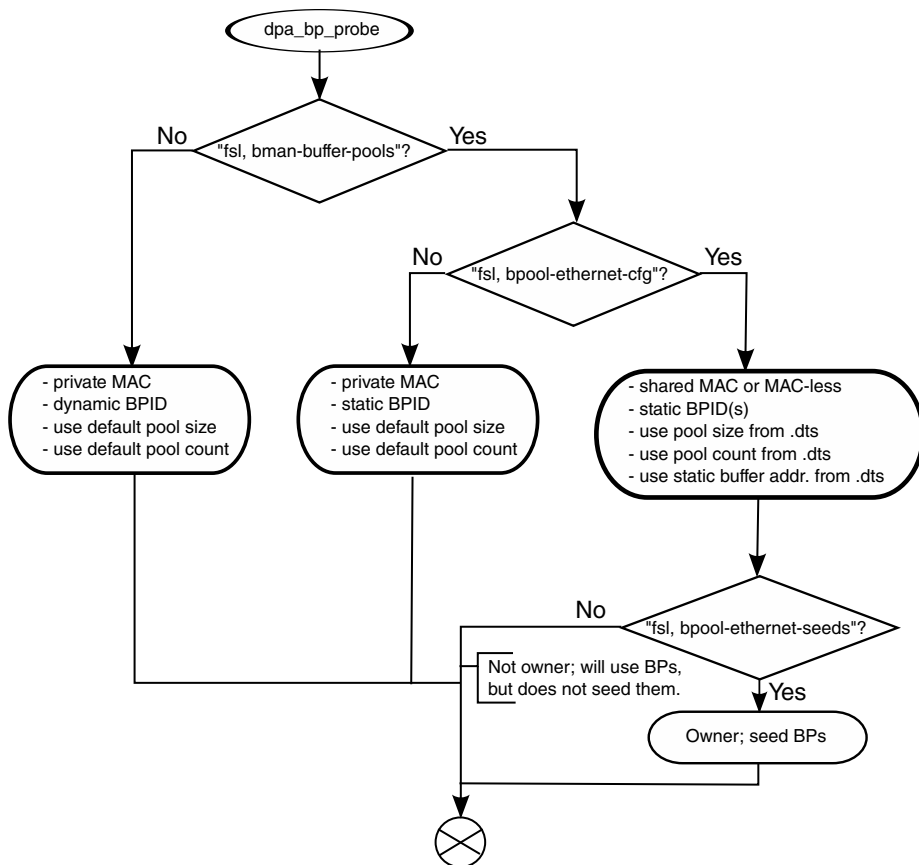 dpa_bp_probe
No
Yes
"fsl, bman-buffer-pools"?
No
Yes
"fsl, bpool-ethernet-cfg"?
- private MAC
- dynamic BPID
- use default pool size
- use default pool count
- private MAC
- static BPID
- use default pool size
- use default pool count
- shared MAC or MAC-less
- static BPID(s)
- use pool size from .dts
- use pool count from .dts
- use static buffer addr. from .dts
No
"fsl, bpool-ethernet-seeds"?
Not owner; will use BPs,
but does not seed them.
Yes
Owner; seed BPs